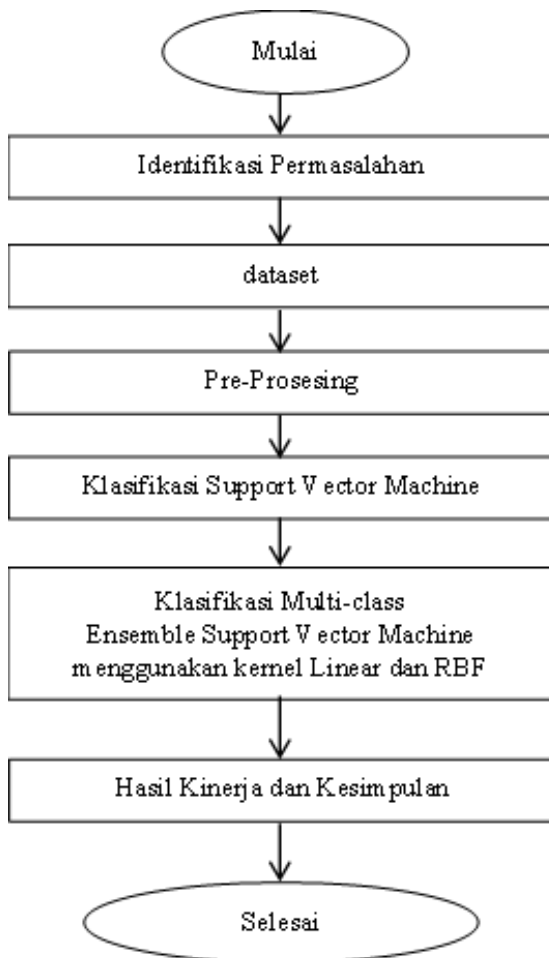 Mulai
Identifikasi Permasalahan
dataset
Pre-Prosesing
Klasifikasi Support Vector Machine
Klasifikasi Multi-class
Ensemble Support Vector Machine
menggunakan kernel Linear dan RBF
Hasil Kinerja dan Kesimpulan
Selesai